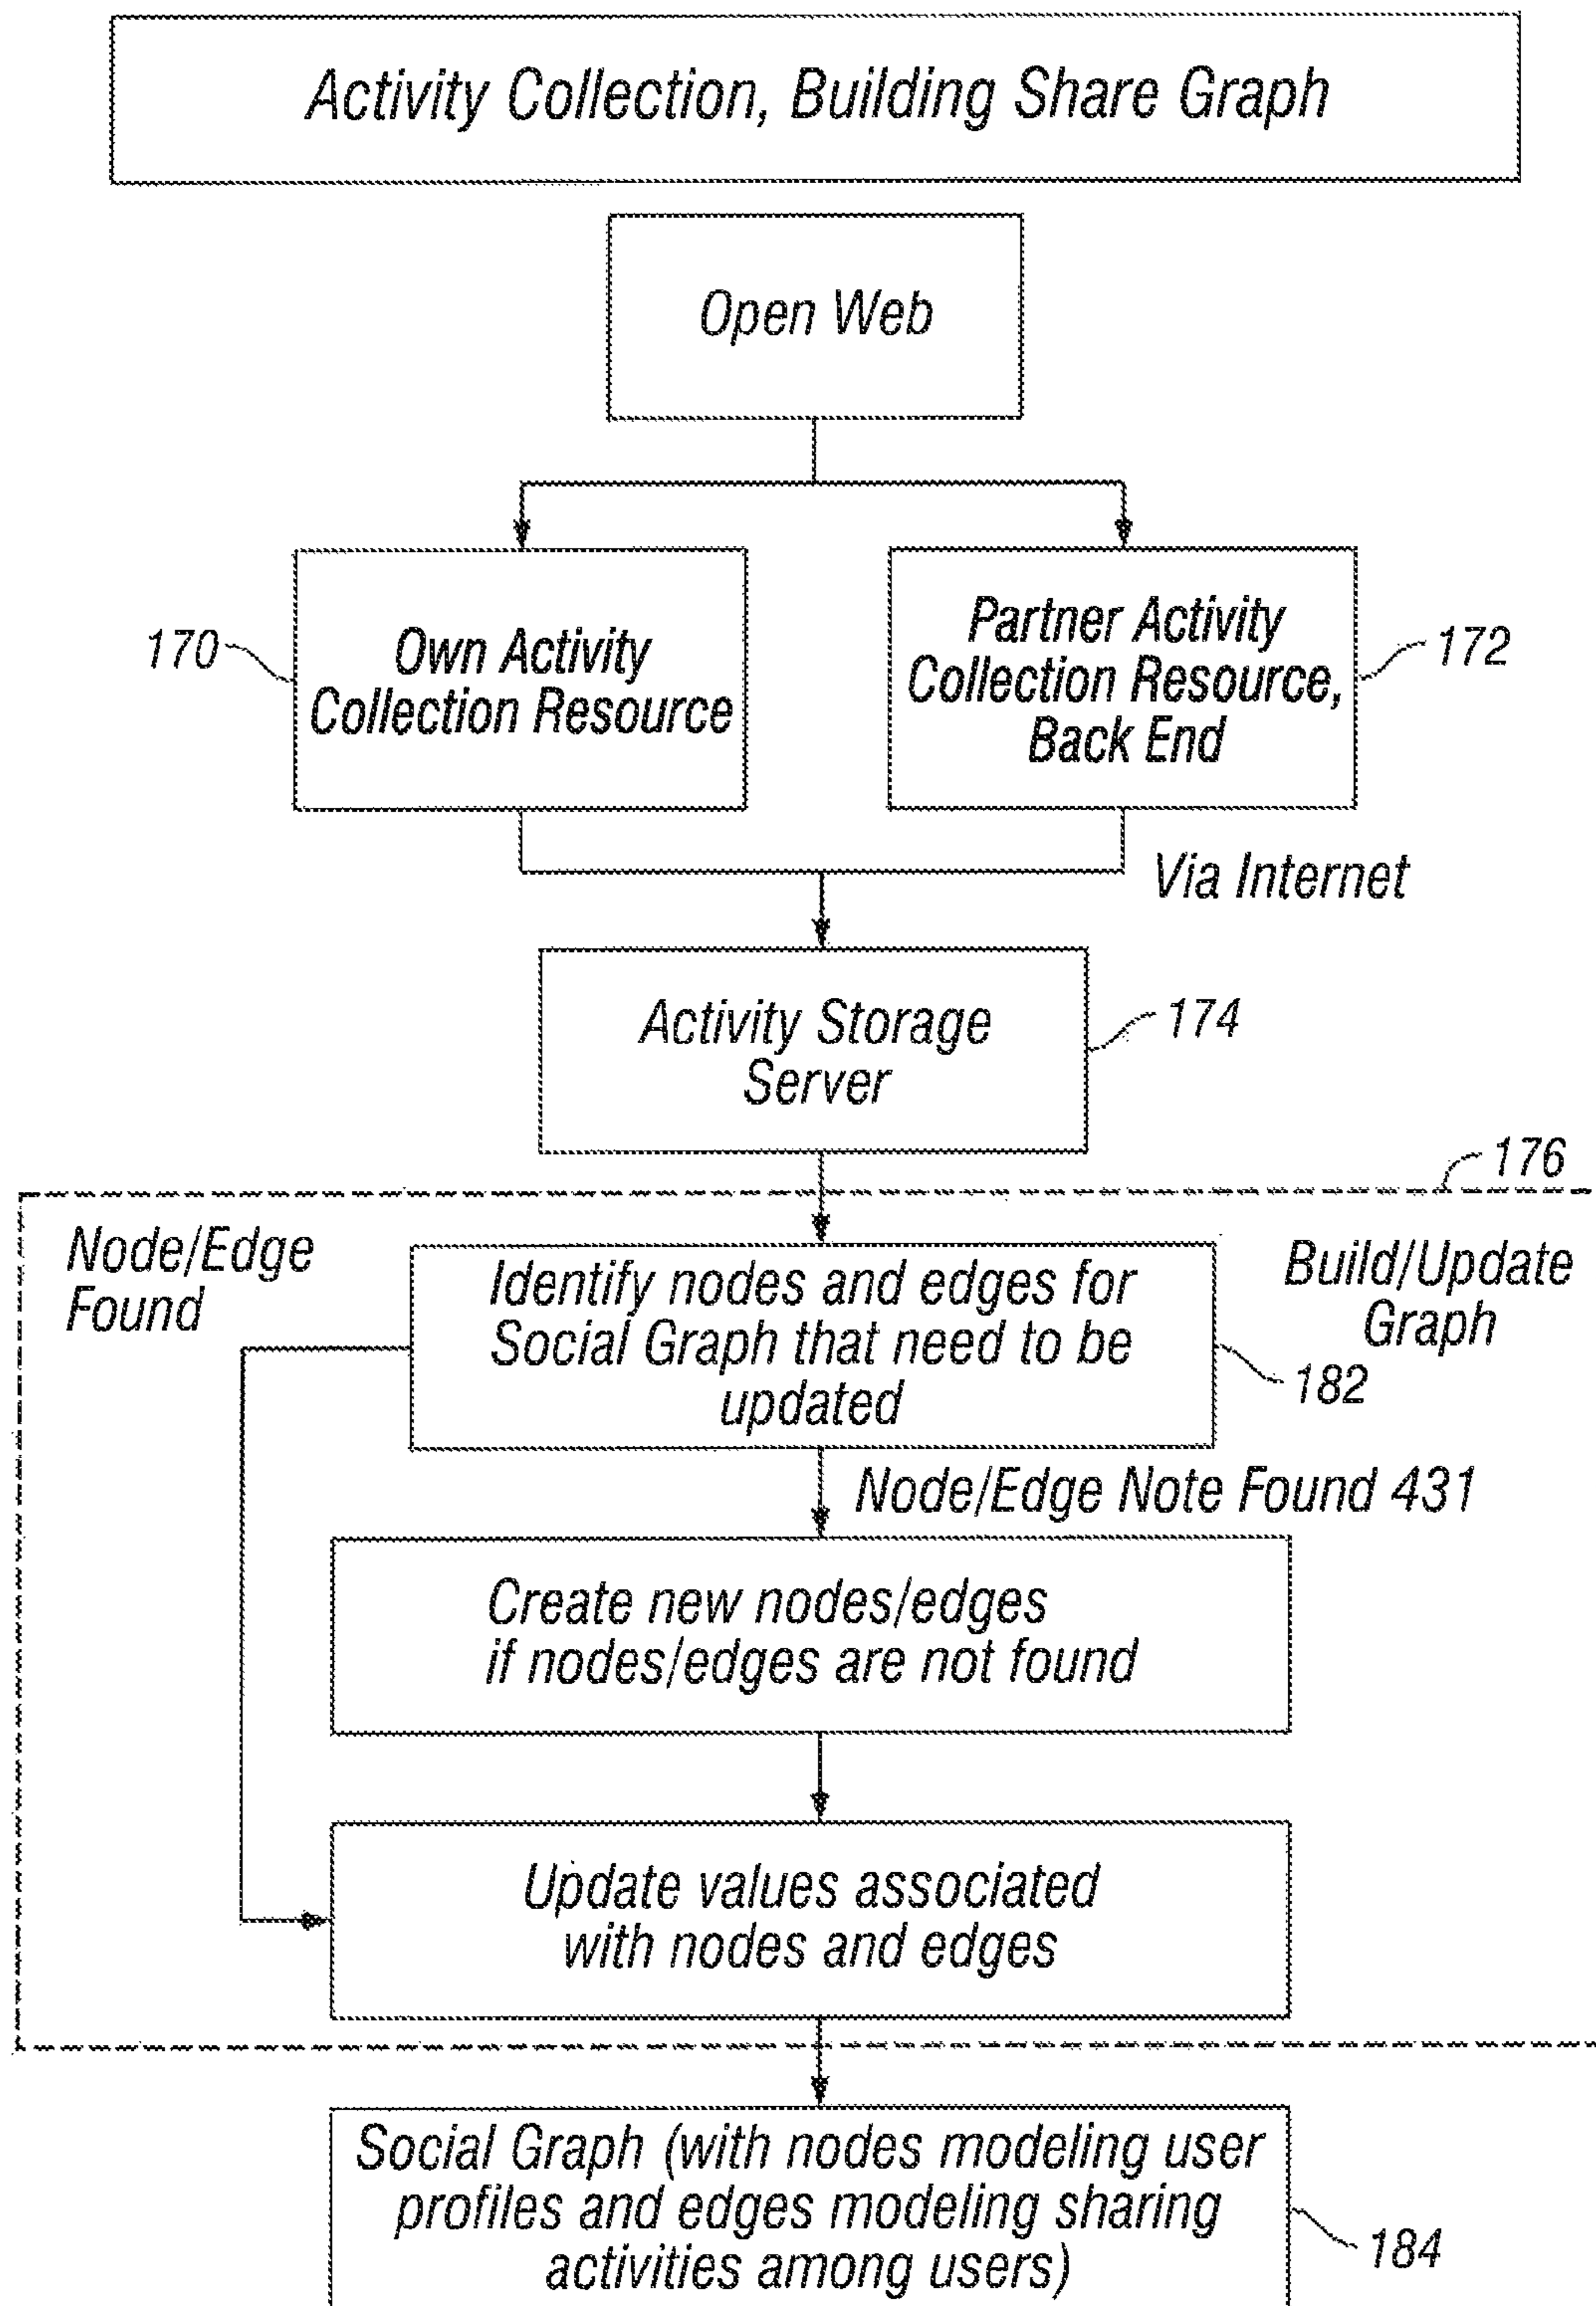 Activity Collection, Building Share Graph
Open Web
170
Own Activity
Collection Resource
Partner Activity
Collection Resource,
Back End
172
Via Internet
Activity Storage
Server
174
176
Node/Edge
Found
Identify nodes and edges for
Social Graph that need to be
updated
Build/Update
Graph
182
Node/Edge Note Found 431
Create new nodes/edges
if nodes/edges are not found
Update values associated
with nodes and edges
Social Graph (with nodes modeling user
profiles and edges modeling sharing
activities among users)
184